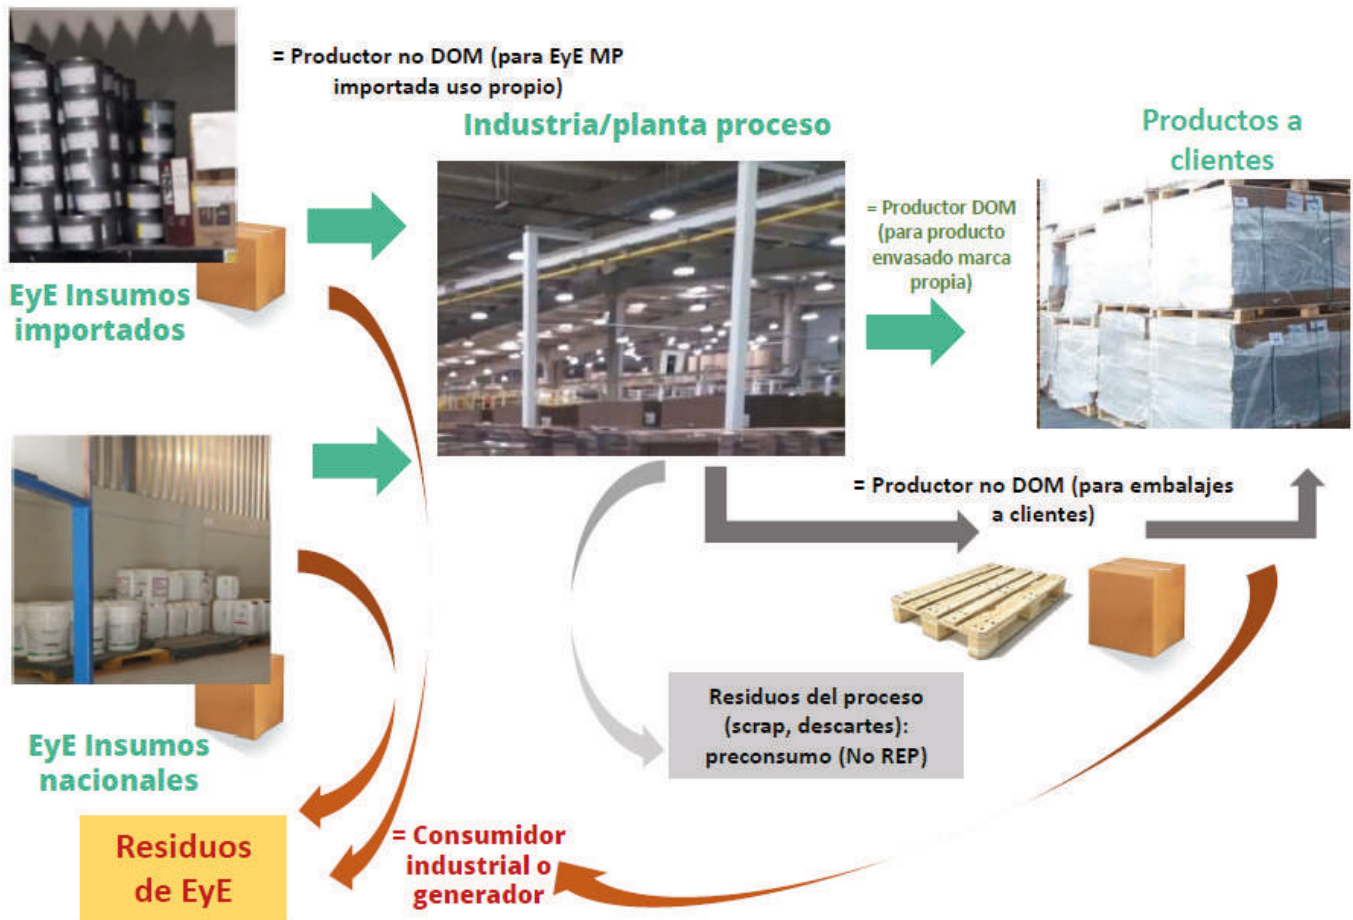 = Productor no DOM (para EyE MP
importada uso propio)
Industria/planta proceso
Productos a
clientes
= Productor DOM
(para producto
envasado marca
propia)
EyE Insumos
importados
= Productor no DOM (para embalajes
a clientes)
Residuos del proceso
(scrap, descartes):
preconsumo (No REP)
EyE Insumos
nacionales
Residuos
de EyE
= Consumidor
industrial o
generador